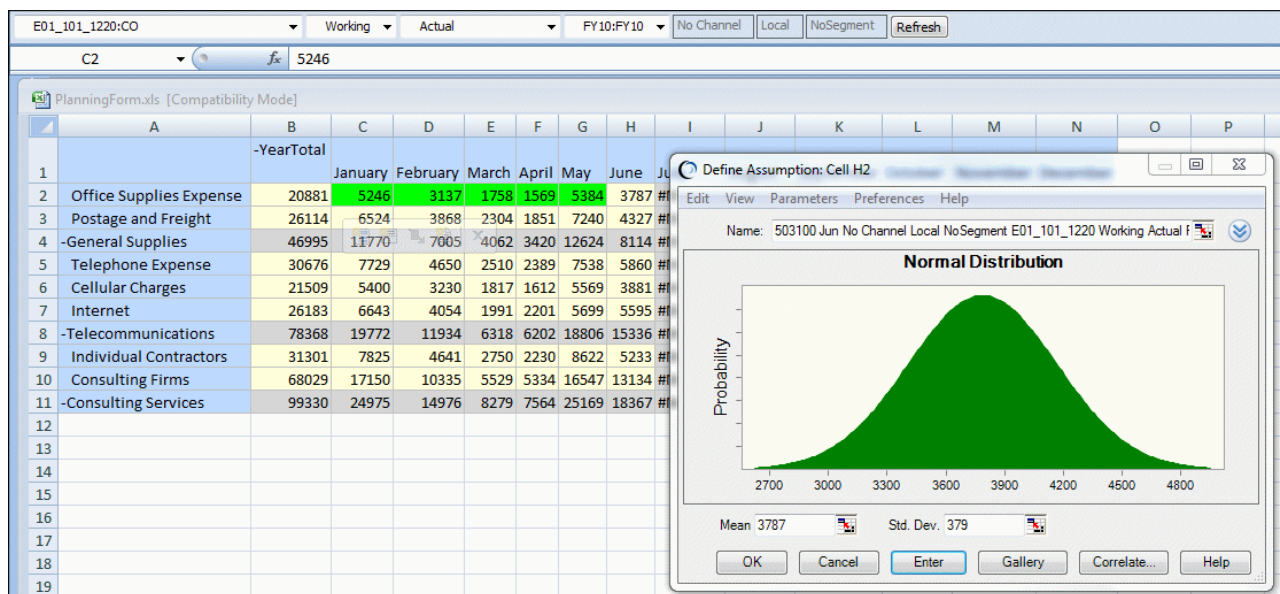 E01_101_1220:CO Working Actual FY10:FY10 No Channel Local NoSegment Refresh
C2 fx 5246
PlanningForm.xls [Compatibility Mode]
A B C D E F G H I J K L M N O P
1 -YearTotal January February March April May June
2 Office Supplies Expense 20881 5246 3137 1758 1569 5384 3787
3 Postage and Freight 26114 6524 3868 2304 1851 7240 4327
4 -General Supplies 46995 11770 7005 4062 3420 12624 8114
5 Telephone Expense 30676 7729 4650 2510 2389 7538 5860
6 Cellular Charges 21509 5400 3230 1817 1612 5569 3881
7 Internet 26183 6643 4054 1991 2201 5699 5595
8 -Telecommunications 78368 19772 11934 6318 6202 18806 15336
9 Individual Contractors 31301 7825 4641 2750 2230 8622 5233
10 Consulting Firms 68029 17150 10335 5529 5334 16547 13134
11 -Consulting Services 99330 24975 14976 8279 7564 25169 18367
12
13
14
15
16
17
18
19
Define Assumption: Cell H2
Edit View Parameters Preferences Help
Name: 503100 Jun No Channel Local NoSegment E01_101_1220 Working Actual
Normal Distribution
Probability
2700 3000 3300 3600 3900 4200 4500 4800
Mean 3787 Std. Dev. 379
OK Cancel Enter Gallery Correlate... Help